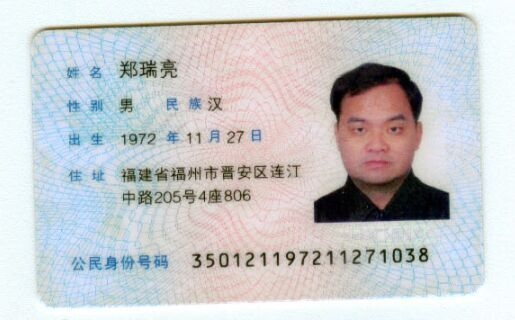 姓名 郑瑞亮
性别 男 民族 汉
出生 1972 年 11 月 27 日
住址 福建省福州市晋安区连江
中路205号4座806
公民身份号码 350121197211271038